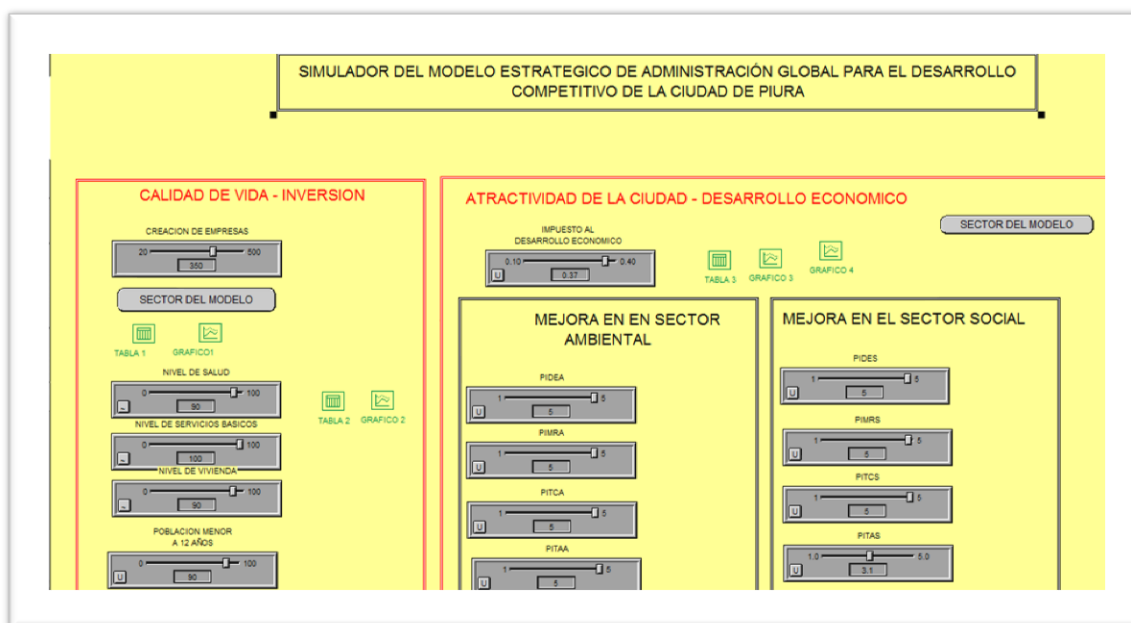 SIMULADOR DEL MODELO ESTRATEGICO DE ADMINISTRACIÓN GLOBAL PARA EL DESARROLLO
COMPETITIVO DE LA CIUDAD DE PIURA
CALIDAD DE VIDA - INVERSION
CREACION DE EMPRESAS
20 500
350
SECTOR DEL MODELO
TABLA 1 GRAFICO1
NIVEL DE SALUD
0 100
~ 90
TABLA 2 GRAFICO 2
NIVEL DE SERVICIOS BASICOS
0 100
~ 100
NIVEL DE VIVIENDA
0 100
~ 90
POBLACION MENOR
A 12 AÑOS
0 100
U 90
ATRACTIVIDAD DE LA CIUDAD - DESARROLLO ECONOMICO
SECTOR DEL MODELO
IMPUESTO AL
DESARROLLO ECONOMICO
0.10 0.40
U 0.37
TABLA 3 GRAFICO 3 GRAFICO 4
MEJORA EN EN SECTOR
AMBIENTAL
PIDEA
1 5
U 5
PIMRA
1 5
U 5
PITCA
1 5
U 5
PITAA
1 5
U 5
MEJORA EN EL SECTOR SOCIAL
PIDES
1 5
U 5
PIMRS
1 5
U 5
PITCS
1 5
U 5
PITAS
1.0 5.0
U 3.1